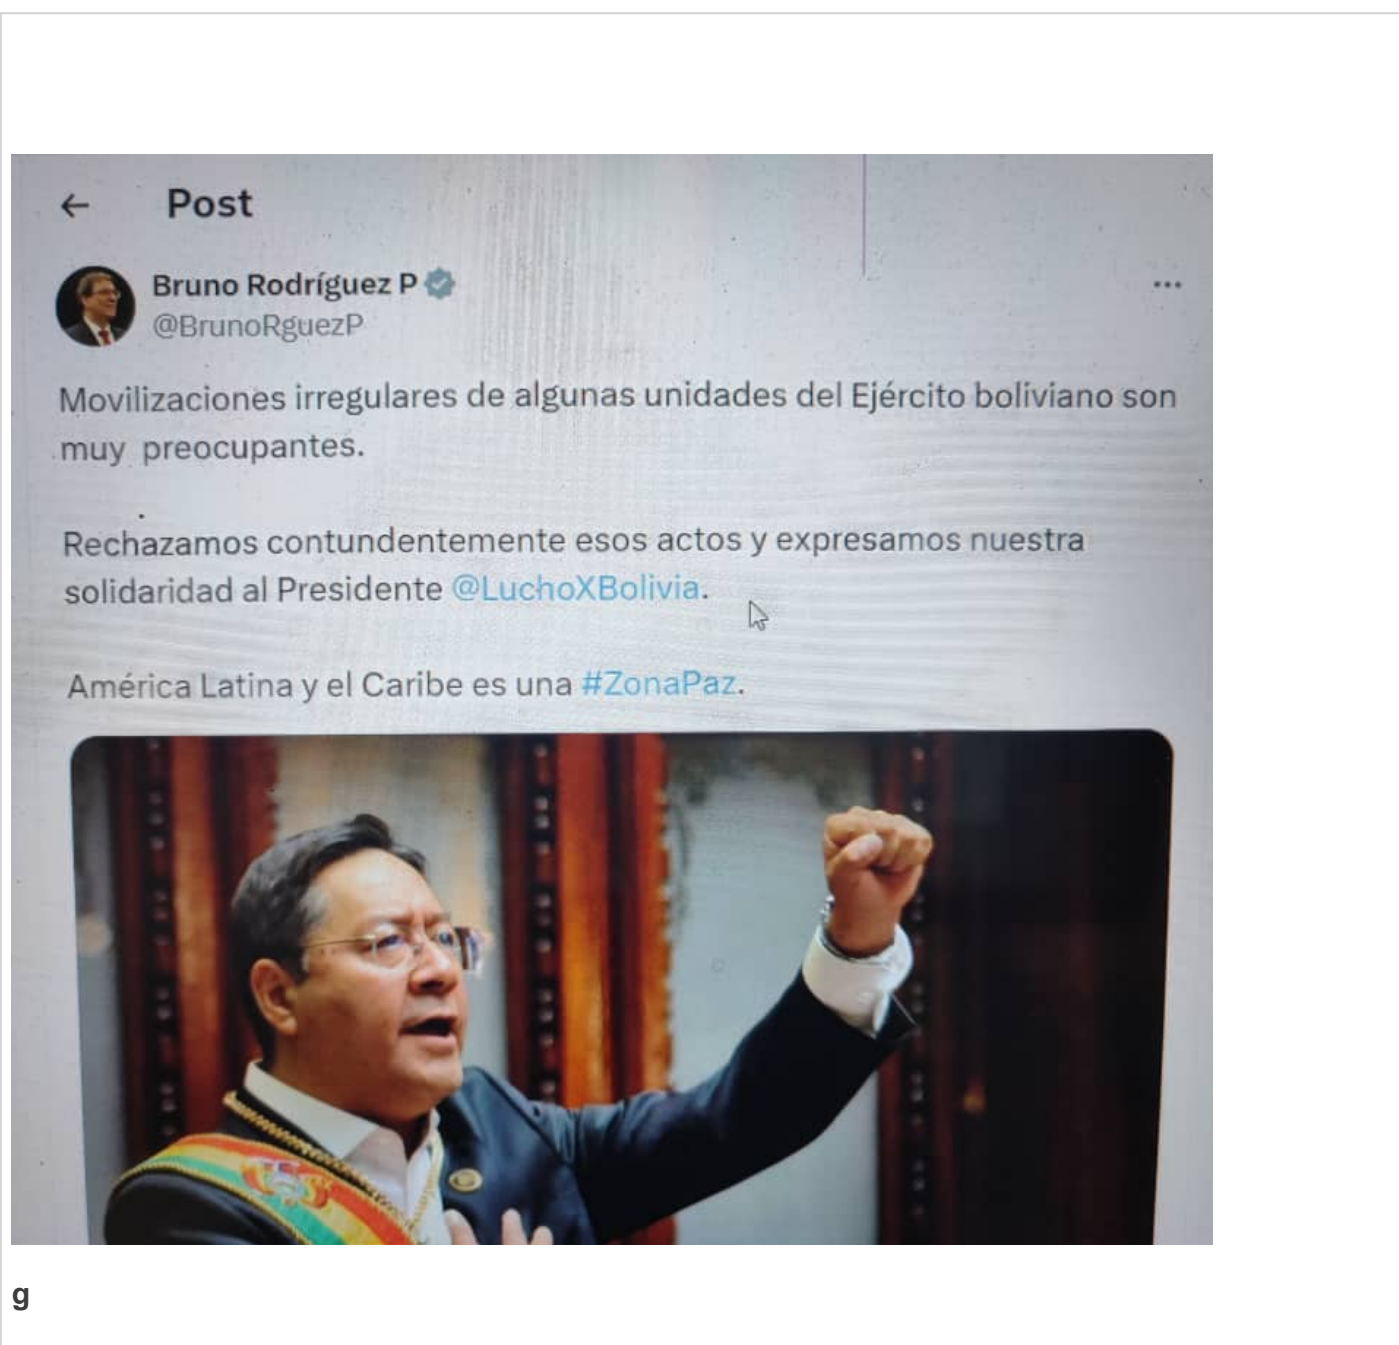 Post
Bruno Rodríguez P
@BrunoRguezP
Movilizaciones irregulares de algunas unidades del Ejército boliviano son
muy preocupantes.
Rechazamos contundentemente esos actos y expresamos nuestra
solidaridad al Presidente @LuchoXBolivia.
América Latina y el Caribe es una #ZonaPaz.
g